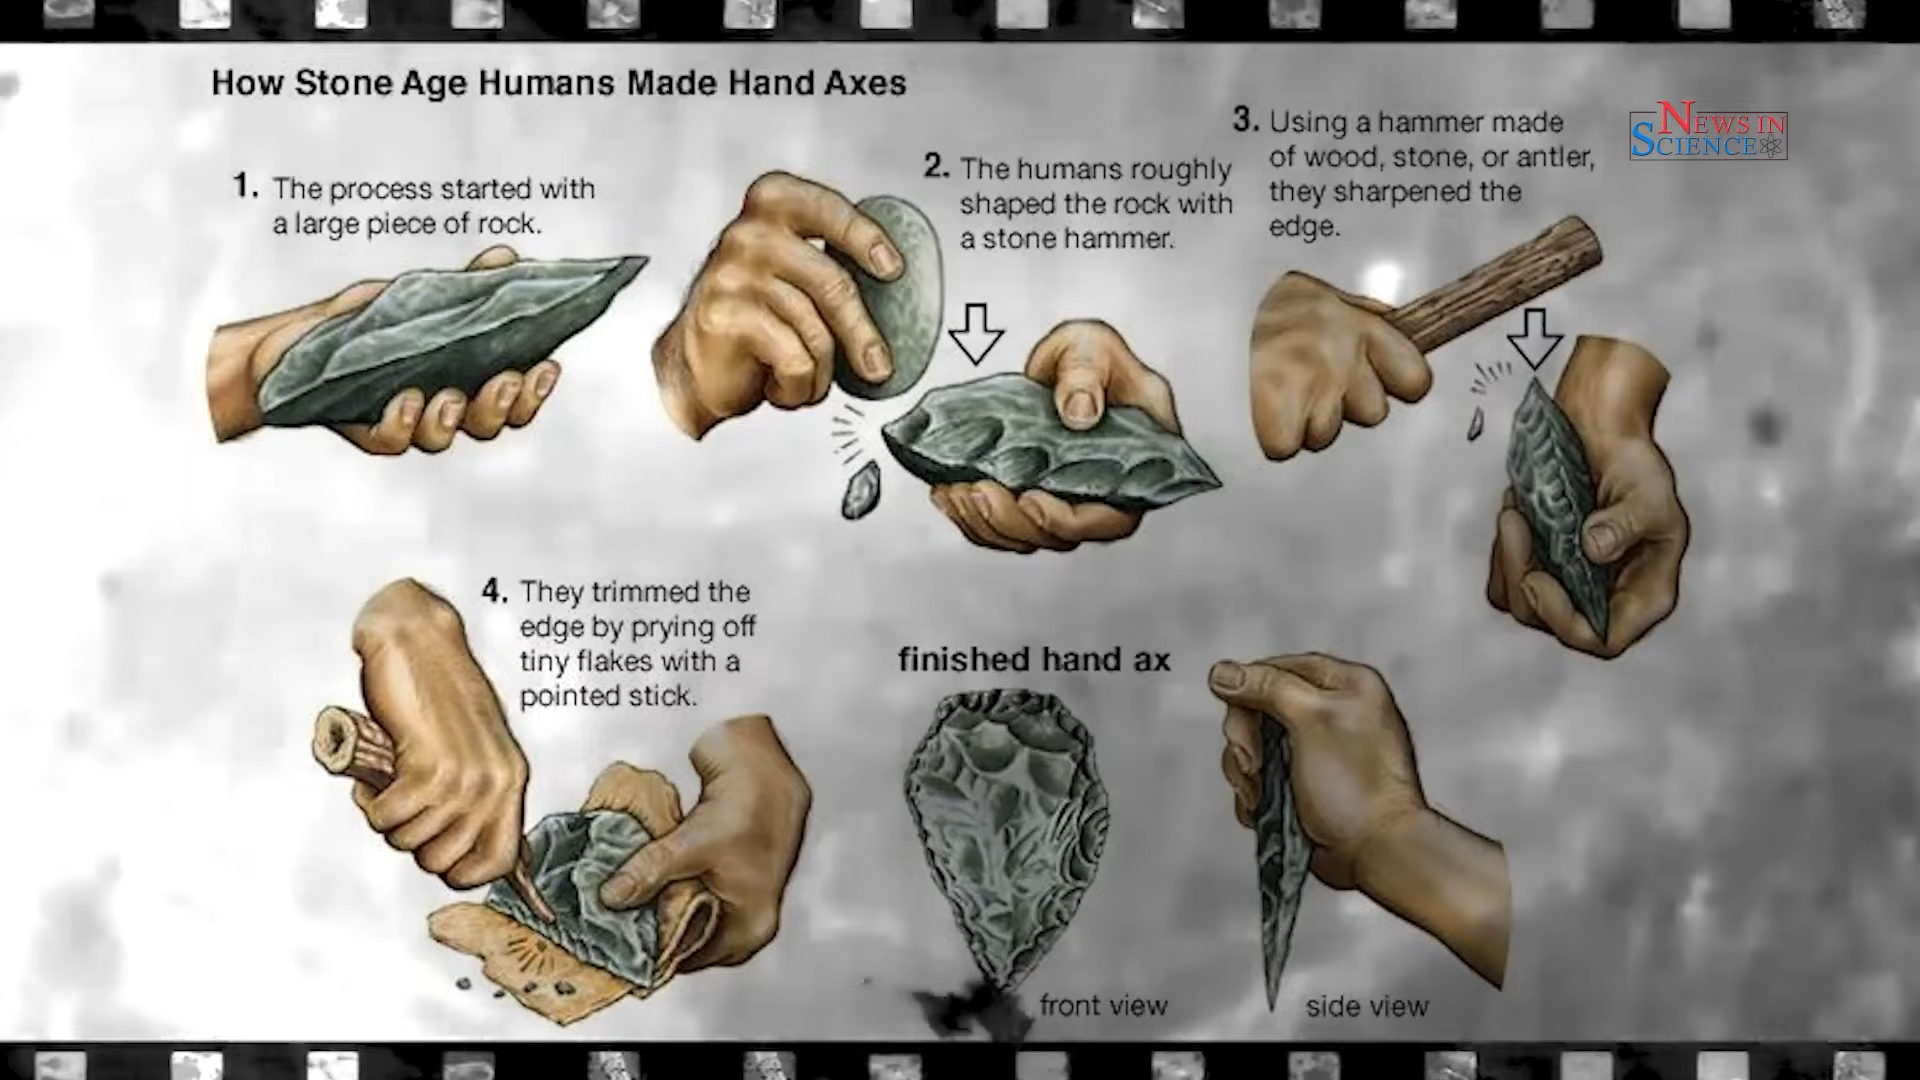 How Stone Age Humans Made Hand Axes
1. The process started with
a large piece of rock.
2. The humans roughly
shaped the rock with
a stone hammer.
3. Using a hammer made
of wood, stone, or antler,
they sharpened the
edge.
NEWS IN
SCIENCE
4. They trimmed the
edge by prying off
tiny flakes with a
pointed stick.
finished hand ax
front view
side view